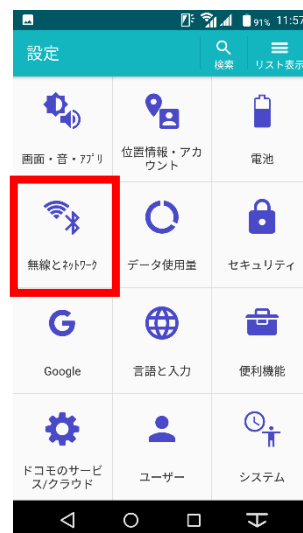 91% 11:57
設定
検索 リスト表示
画面・音・ｱﾌﾟﾘ
位置情報・アカ
ウント
電池
無線とﾈｯﾄﾜｰｸ
データ使用量
セキュリティ
Google
言語と入力
便利機能
ドコモのサービ
ス/クラウド
ユーザー
システム